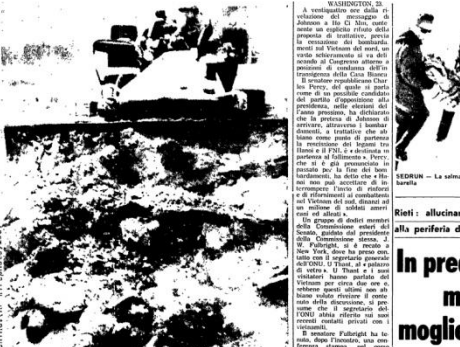 WASHINGTON, 23.
A ventiquattro ore dalla ri-
velazione del messaggio di
Johnson a Ho Ci Min, conte-
nente un esplicito rifiuto della
proposta di trattative, previa
la cessazione dei bombarda-
menti sul Vietnam del nord, un
vasto schieramento si va deli-
neando al Congresso attorno a
posizioni di condanna dell'in-
transigenza della Casa Bianca
Il senatore repubblicano Char-
les Percy, del quale si parla
come di un possibile candidato
del partito d'opposizione alla
presidenza, nelle elezioni del-
l'anno prossimo, ha dichiarato
che la pretesa di Johnson di
arrivare, attraverso i bombar-
damenti, a trattative che ab-
biano come punto di partenza
la rescissione dei legami tra
Hanoi e il FNL è « destinata in
partenza al fallimento ». Percy,
che si è già pronunciato in
passato per la fine dei bom-
bardamenti, ha detto che « Ha-
noi non può accettare di in-
terrompere l'invio di rinforzi
e di rifornimenti ai combattenti
nel Vietnam del sud, dinanzi ad
un milione di soldati ameri-
cani ed alleati ».
Un gruppo di dodici membri
della Commissione esteri del
Senato, guidato dal presidente
della Commissione stessa, J.
W. Fulbright, si è recato a
New York, dove ha preso con-
tatto con il segretario generale
dell'ONU, U Thant, al « palazzo
di vetro ». U Thant e i suoi
visitatori hanno parlato del
Vietnam per circa due ore e,
sebbene questi ultimi non ab-
biano voluto rivelare il conte-
nuto della discussione, si pre-
sume che il segretario del-
l'ONU abbia riferito sui suoi
recenti contatti privati con i
vietnamiti.
Il senatore Fulbright ha te-
nuto, dopo l'incontro, una con-
SEDRUN — La salma
barella
Rieti : allucinan
alla periferia d
In prec
m
moglie